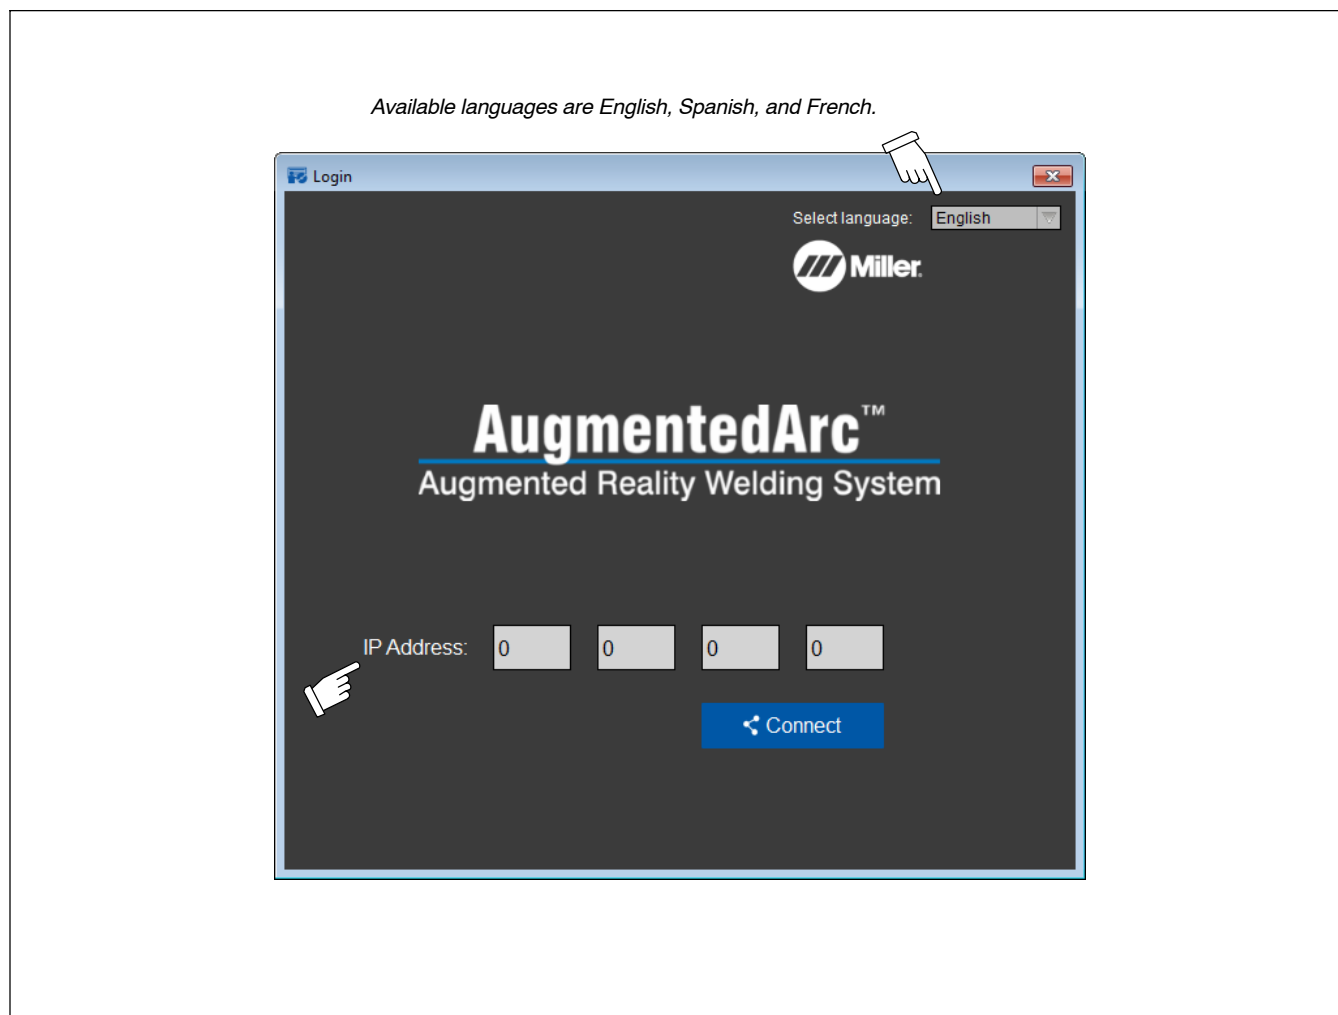 Available languages are English, Spanish, and French.
Login
Select language: English
Miller.
AugmentedArc™
Augmented Reality Welding System
IP Address: 0 0 0 0
Connect